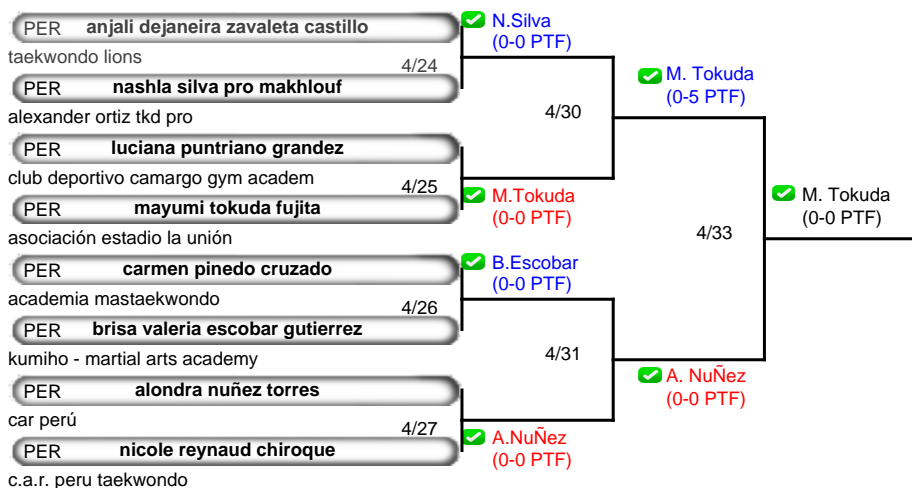 PER anjali dejaneira zavaleta castillo
taekwondo lions
4/24
PER nashla silva pro makhlouf
alexander ortiz tkd pro
PER luciana puntriano grandez
club deportivo camargo gym academ
4/25
PER mayumi tokuda fujita
asociación estadio la unión
PER carmen pinedo cruzado
academia mastaekwondo
4/26
PER brisa valeria escobar gutierrez
kumiho - martial arts academy
PER alondra nuñez torres
car perú
4/27
PER nicole reynaud chiroque
c.a.r. peru taekwondo
N.Silva
(0-0 PTF)
4/30
M.Tokuda
(0-0 PTF)
B.Escobar
(0-0 PTF)
4/31
A.NuÑez
(0-0 PTF)
M. Tokuda
(0-5 PTF)
4/33
A. NuÑez
(0-0 PTF)
M. Tokuda
(0-0 PTF)